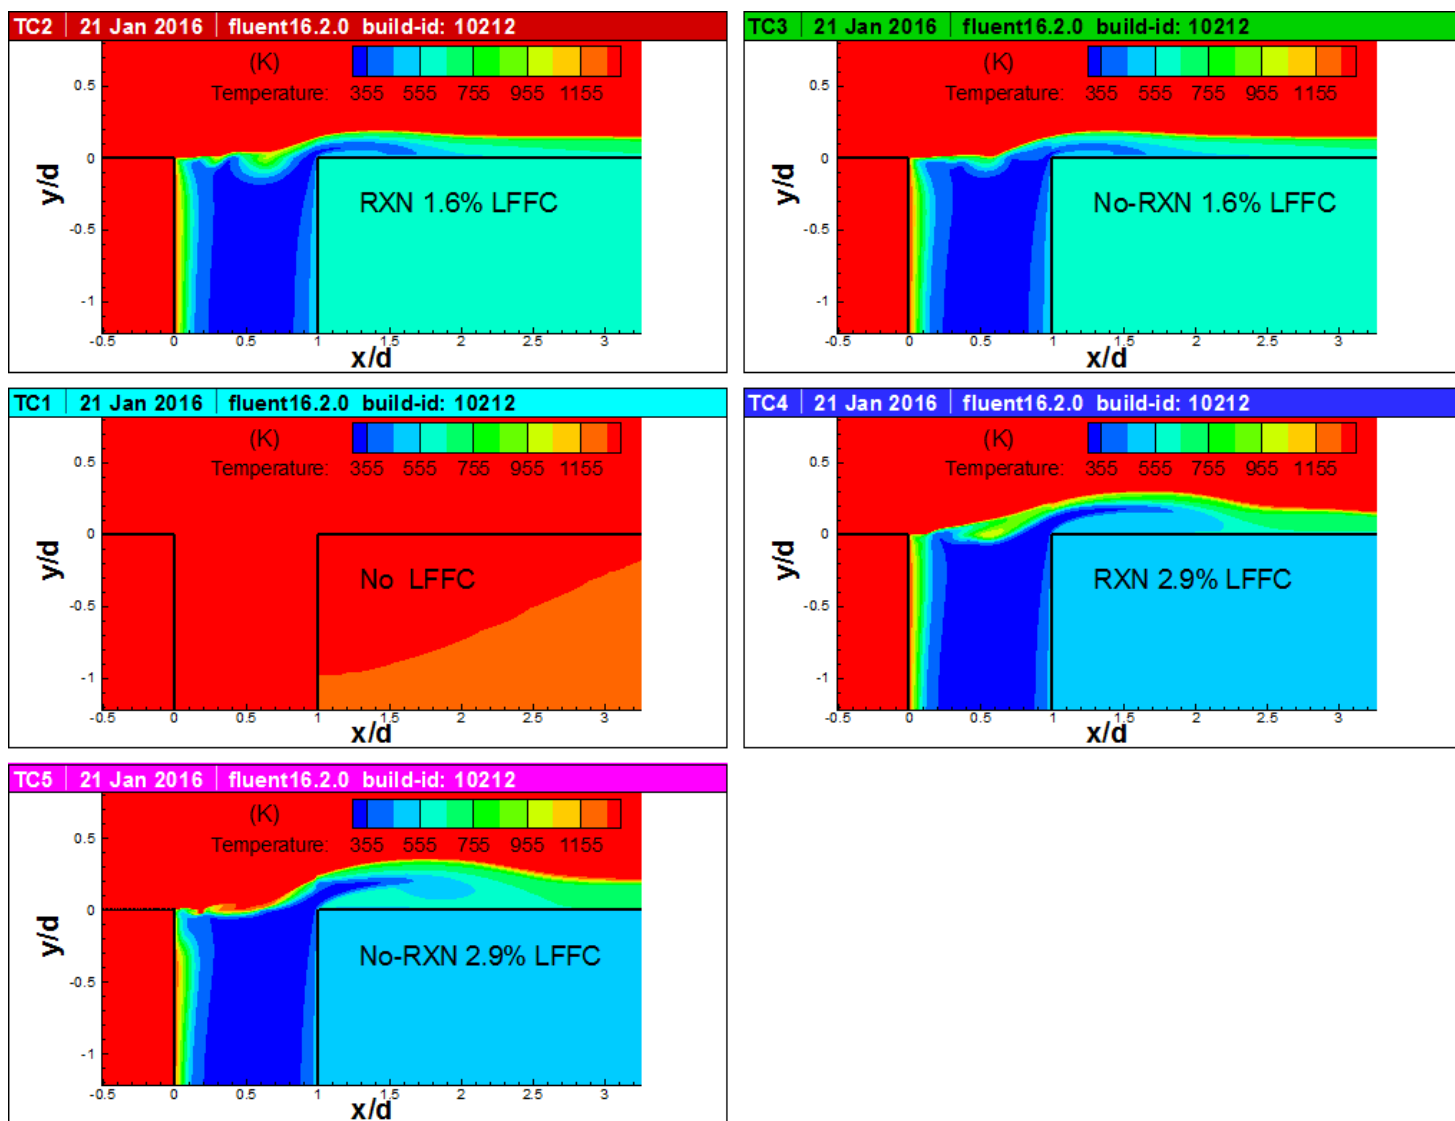 TC2 21 Jan 2016 fluent16.2.0 build-id: 10212
(K)
Temperature: 355 555 755 955 1155
0.5
0
-0.5
-1
y/d
RXN 1.6% LFFC
-0.5 0 0.5 1 1.5 2 2.5 3
x/d
TC3 21 Jan 2016 fluent16.2.0 build-id: 10212
(K)
Temperature: 355 555 755 955 1155
0.5
0
-0.5
-1
y/d
No-RXN 1.6% LFFC
-0.5 0 0.5 1 1.5 2 2.5 3
x/d
TC1 21 Jan 2016 fluent16.2.0 build-id: 10212
(K)
Temperature: 355 555 755 955 1155
0.5
0
-0.5
-1
y/d
No LFFC
-0.5 0 0.5 1 1.5 2 2.5 3
x/d
TC4 21 Jan 2016 fluent16.2.0 build-id: 10212
(K)
Temperature: 355 555 755 955 1155
0.5
0
-0.5
-1
y/d
RXN 2.9% LFFC
-0.5 0 0.5 1 1.5 2 2.5 3
x/d
TC5 21 Jan 2016 fluent16.2.0 build-id: 10212
(K)
Temperature: 355 555 755 955 1155
0.5
0
-0.5
-1
y/d
No-RXN 2.9% LFFC
-0.5 0 0.5 1 1.5 2 2.5 3
x/d